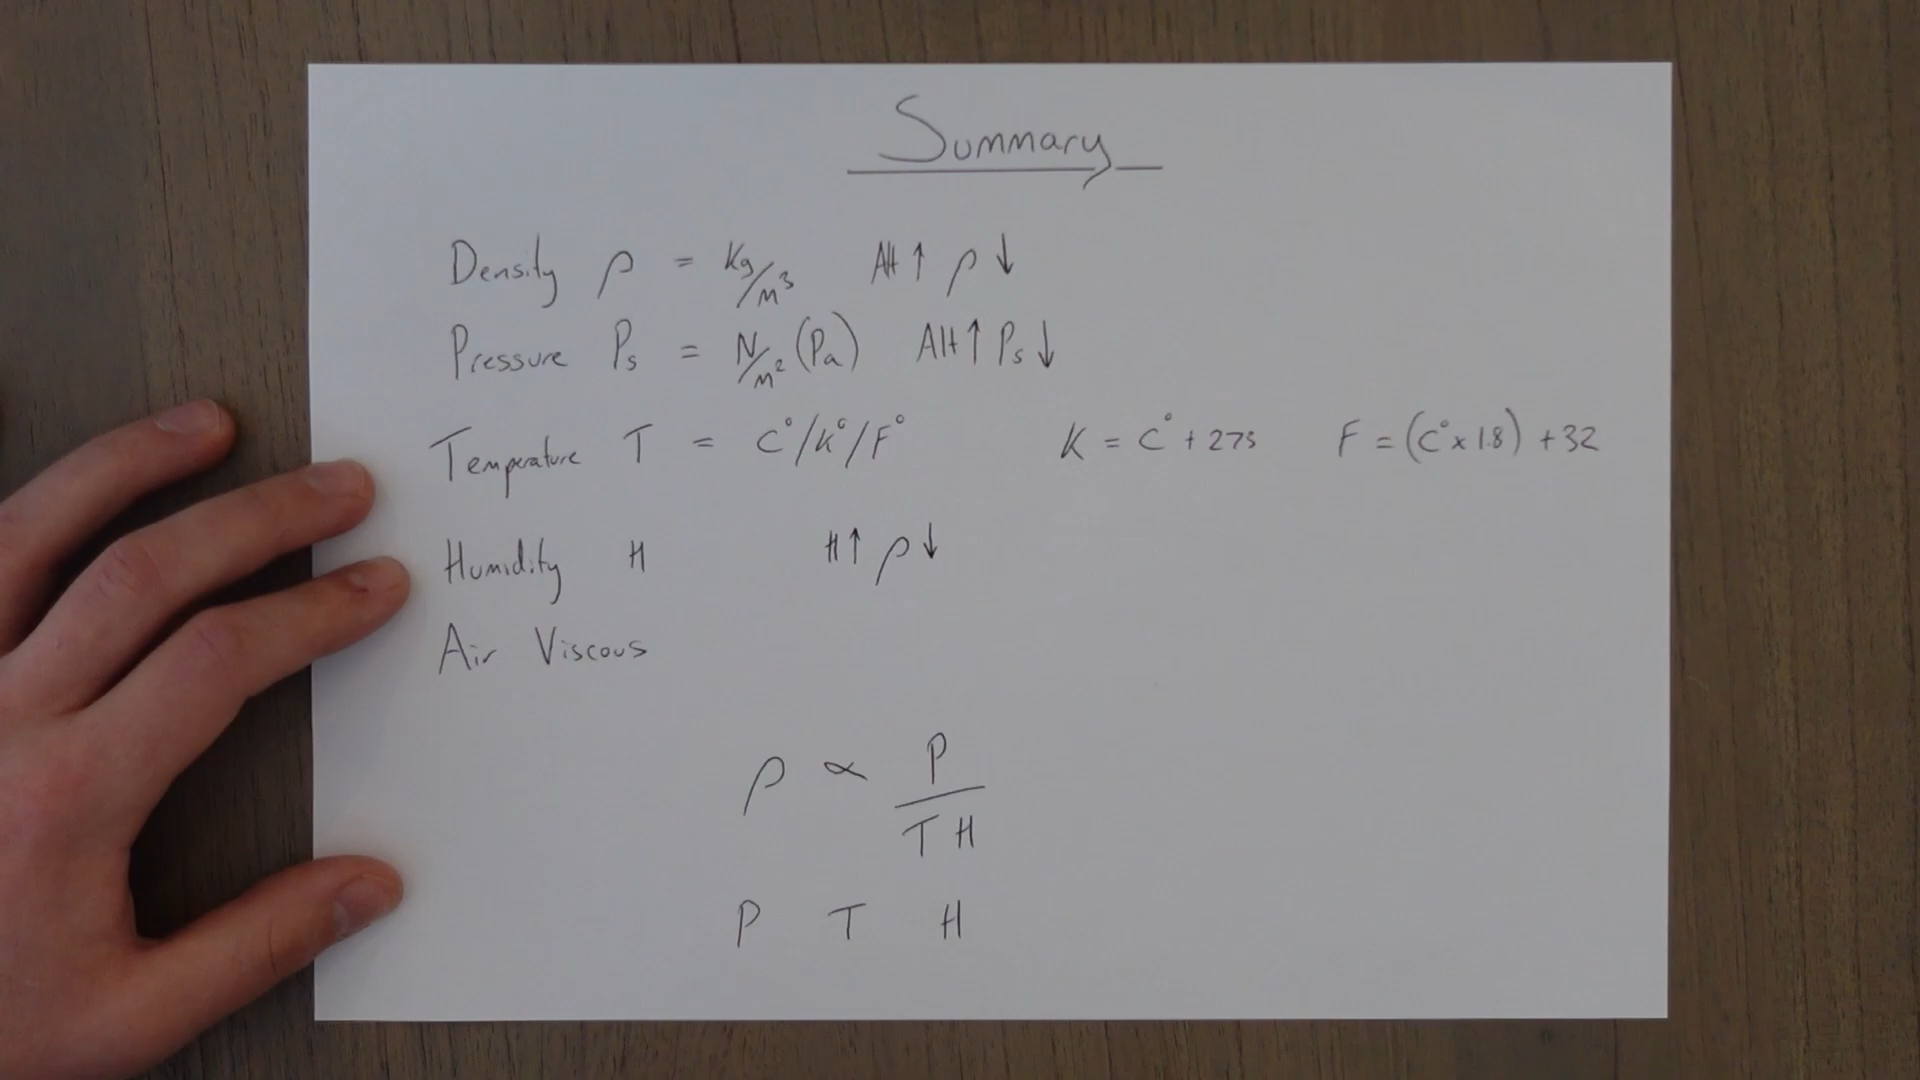 Summary
Density ρ = Kg/m³ Alt↑ ρ↓
Pressure Ps = N/m² (Pa) Alt↑ Ps↓
Temperature T = C°/K°/F° K = C° + 273 F = (C° x 1.8) + 32
Humidity H H↑ ρ↓
Air Viscous
ρ ∝ P
T H
P T H